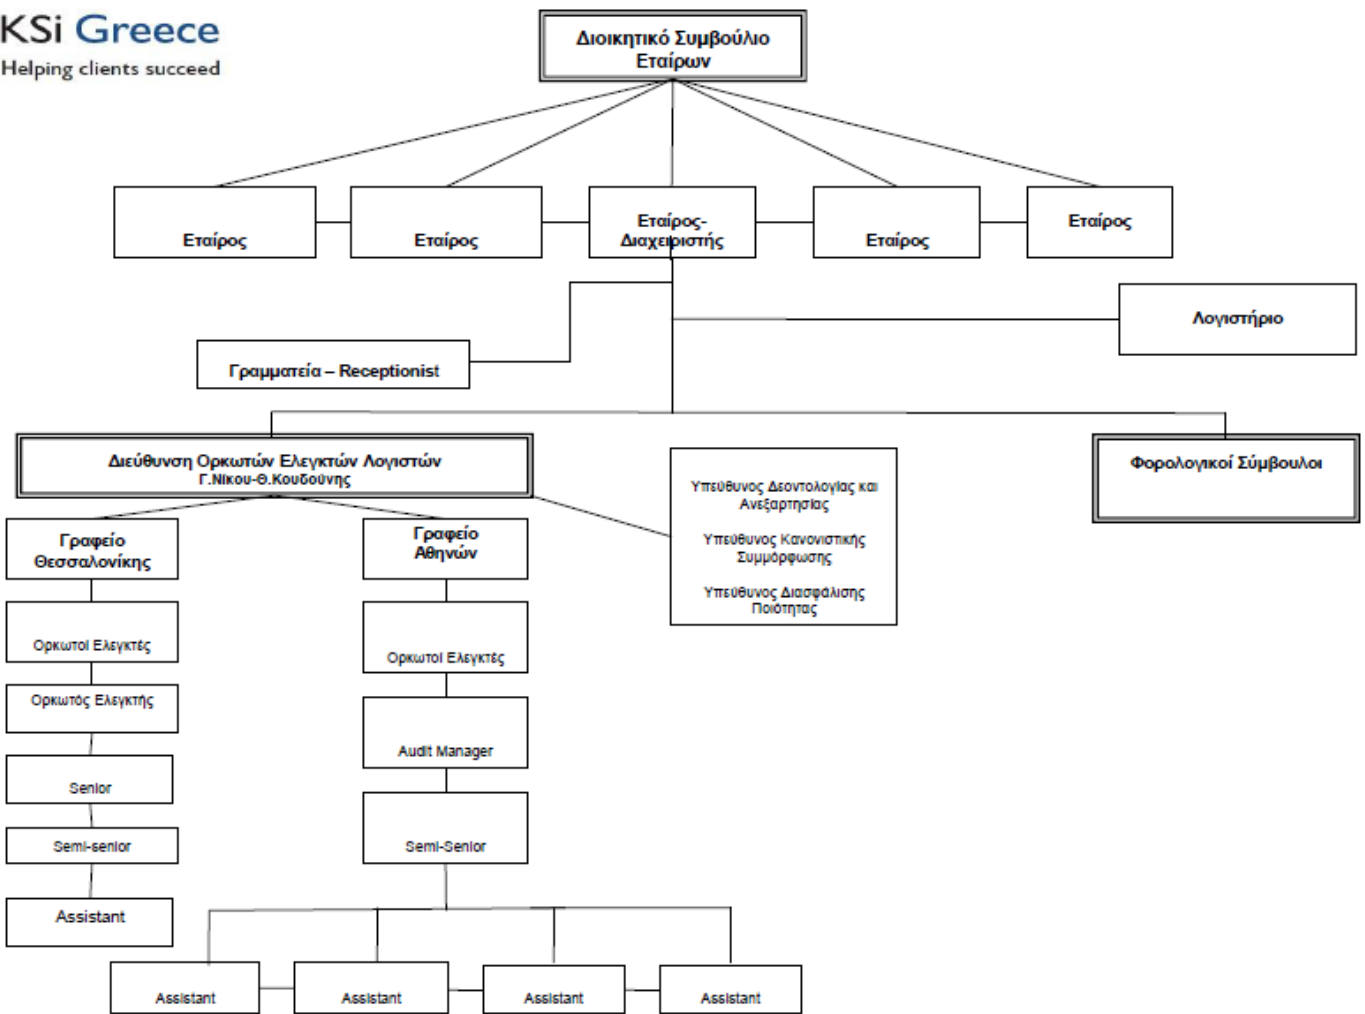 KSi Greece
Helping clients succeed
Διοικητικό Συμβούλιο
Εταίρων
Εταίρος
Εταίρος
Εταίρος-
Διαχειριστής
Εταίρος
Εταίρος
Λογιστήριο
Γραμματεία – Receptionist
Διεύθυνση Ορκωτών Ελεγκτών Λογιστών
Γ.Νίκου-Θ.Κουδούνης
Φορολογικοί Σύμβουλοι
Υπεύθυνος Δεοντολογίας και
Ανεξαρτησίας
Υπεύθυνος Κανονιστικής
Συμμόρφωσης
Υπεύθυνος Διασφάλισης
Ποιότητας
Γραφείο
Θεσσαλονίκης
Γραφείο
Αθηνών
Ορκωτοί Ελεγκτές
Ορκωτός Ελεγκτής
Senior
Semi-senior
Assistant
Ορκωτοί Ελεγκτές
Audit Manager
Semi-Senior
Assistant
Assistant
Assistant
Assistant